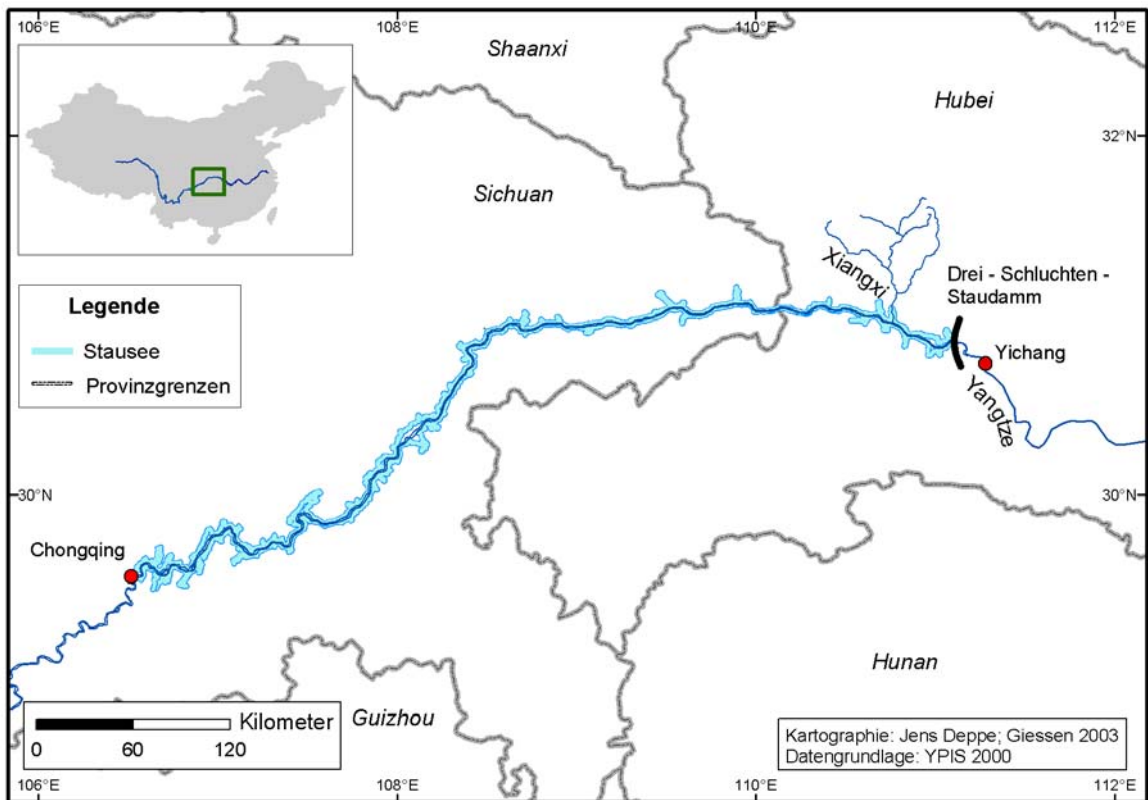 106°E
108°E
110°E
112°E
Shaanxi
Hubei
32°N
Sichuan
Xiangxi
Drei - Schluchten -
Staudamm
Legende
Stausee
Provinzgrenzen
Yichang
Yangtze
30°N
30°N
Chongqing
Hunan
Guizhou
Kilometer
0 60 120
Kartographie: Jens Deppe; Giessen 2003
Datengrundlage: YPIS 2000
106°E
108°E
110°E
112°E